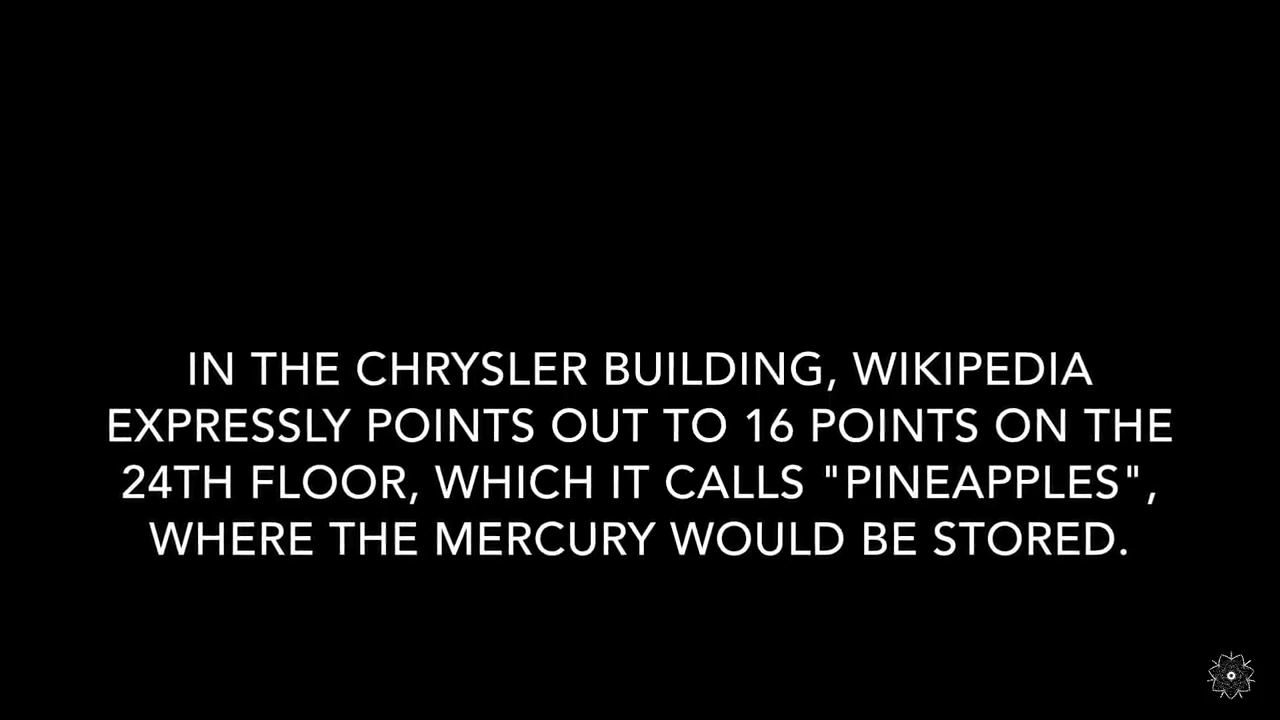 IN THE CHRYSLER BUILDING, WIKIPEDIA
EXPRESSLY POINTS OUT TO 16 POINTS ON THE
24TH FLOOR, WHICH IT CALLS "PINEAPPLES",
WHERE THE MERCURY WOULD BE STORED.